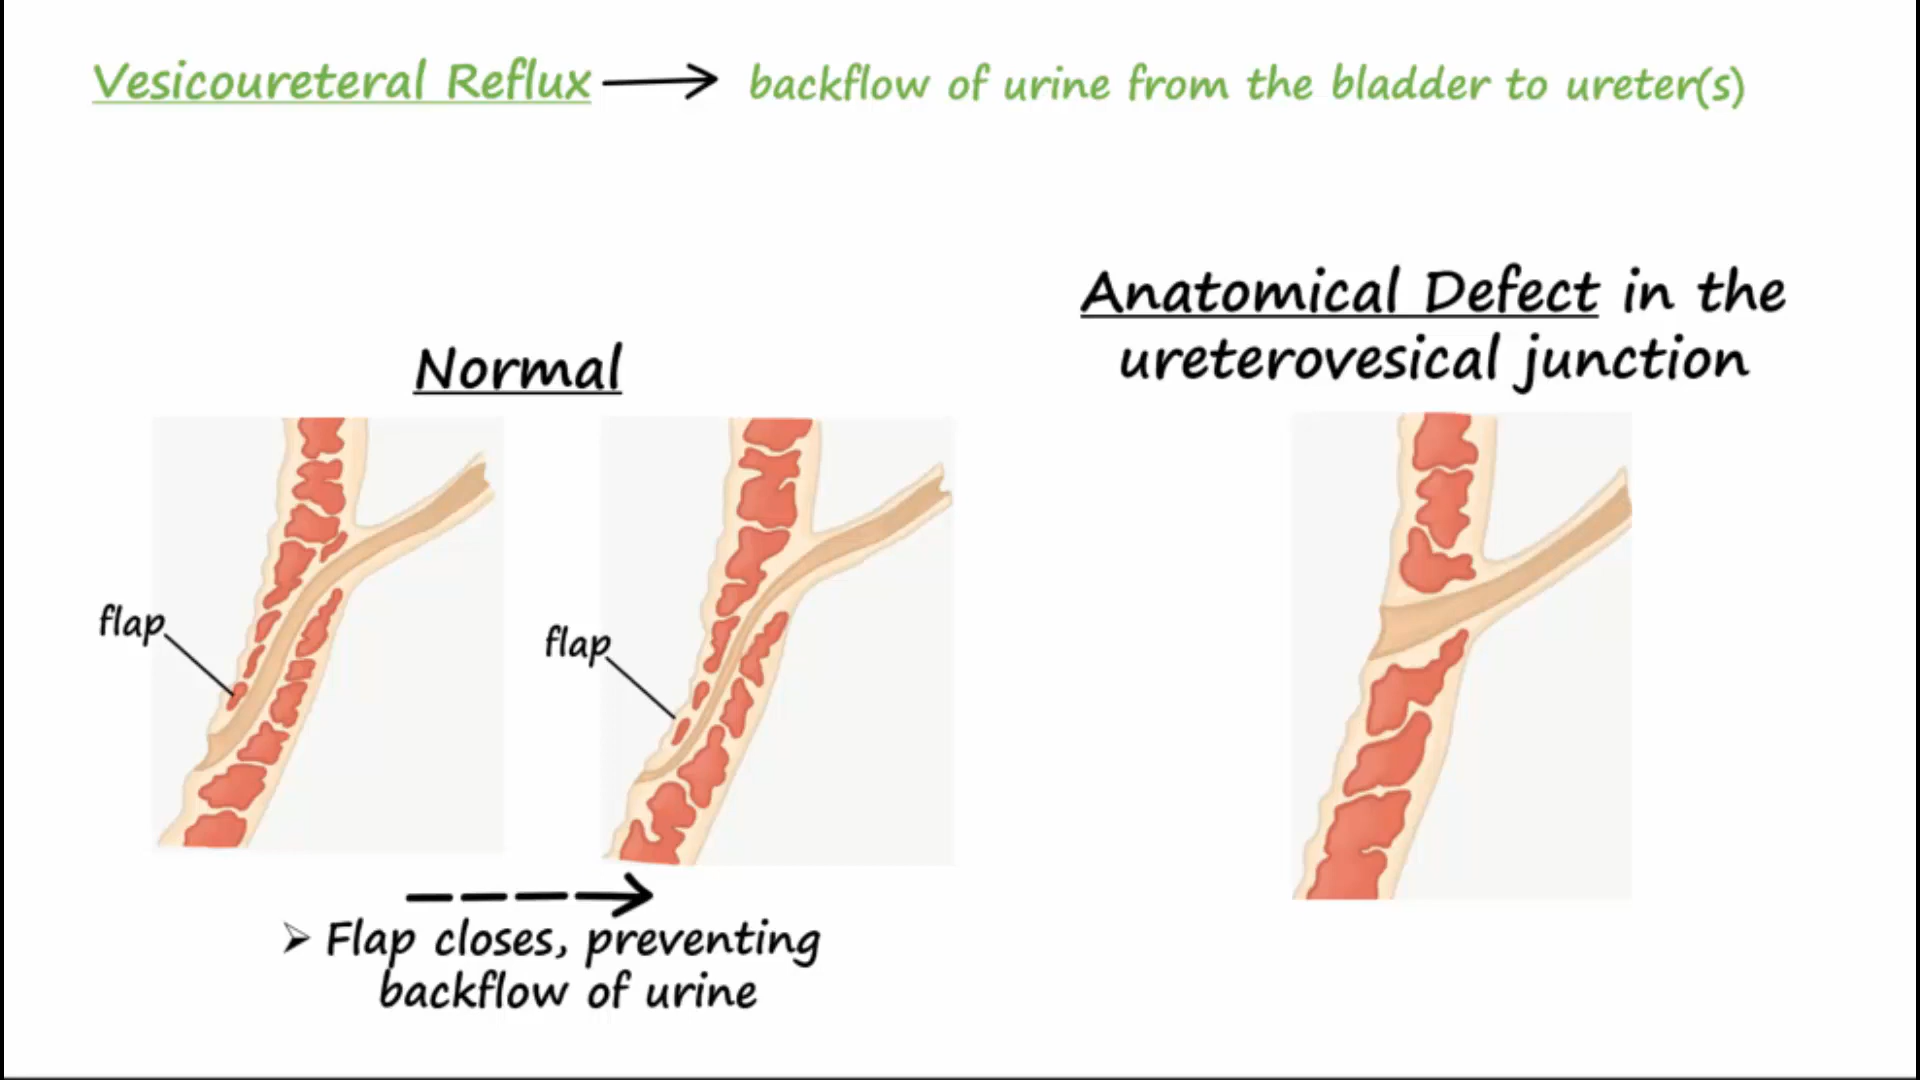 Vesicoureteral Reflux → backflow of urine from the bladder to ureter(s)
Normal
flap
flap
➢ Flap closes, preventing
backflow of urine
Anatomical Defect in the
ureterovesical junction